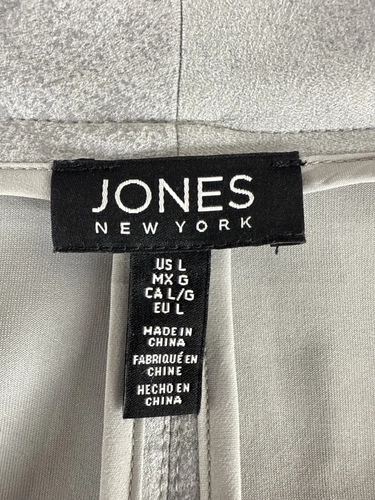 JONES
NEW YORK
US L
MX G
CA L/G
EU L
MADE IN
CHINA
FABRIQUÉ EN
CHINE
HECHO EN
CHINA